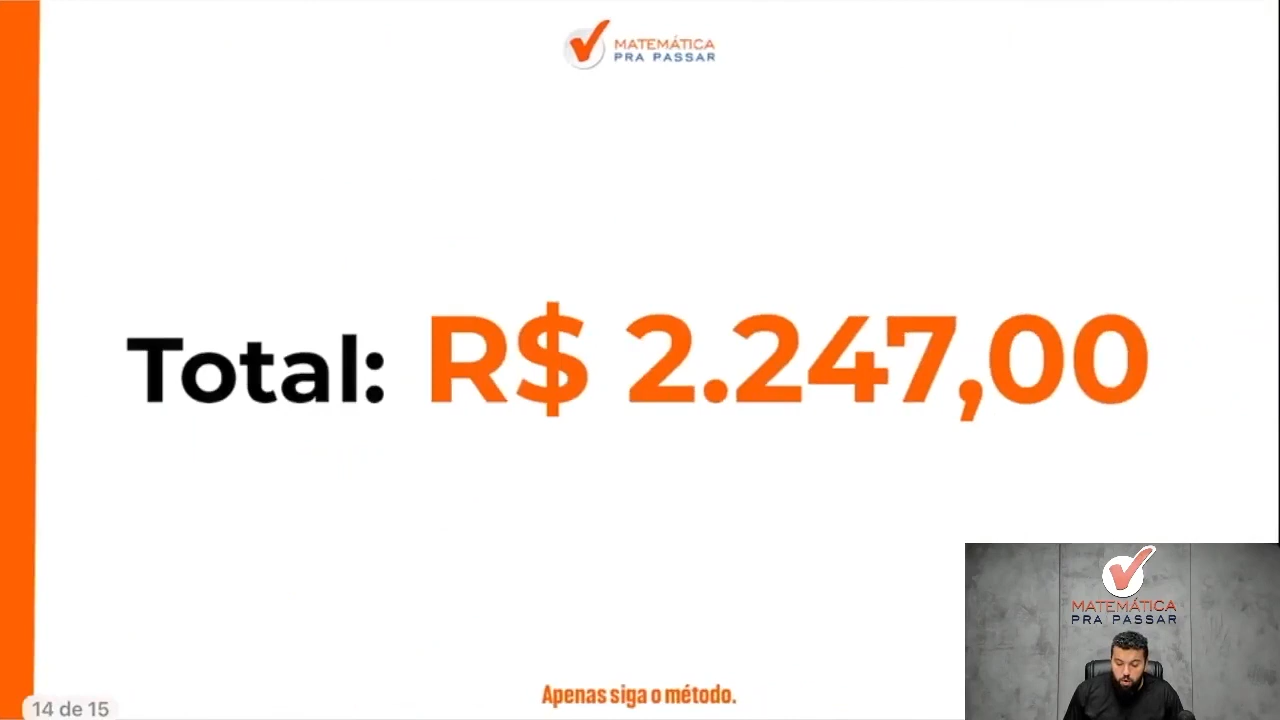 MATEMÁTICA
PRA PASSAR
Total: R$ 2.247,00
MATEMÁTICA
PRA PASSAR
Apenas siga o método.
14 de 15